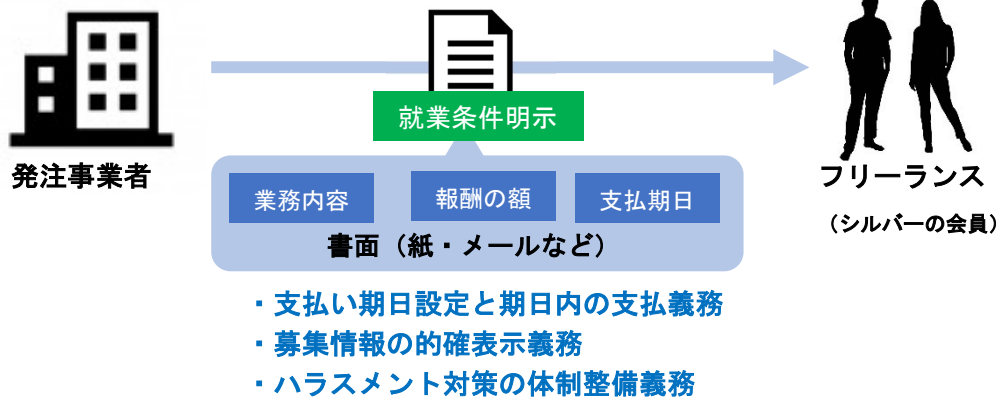 就業条件明示
発注事業者
フリーランス
(シルバーの会員)
業務内容
報酬の額
支払期日
書面(紙・メールなど)
・支払い期日設定と期日内の支払義務
・募集情報の的確表示義務
・ハラスメント対策の体制整備義務